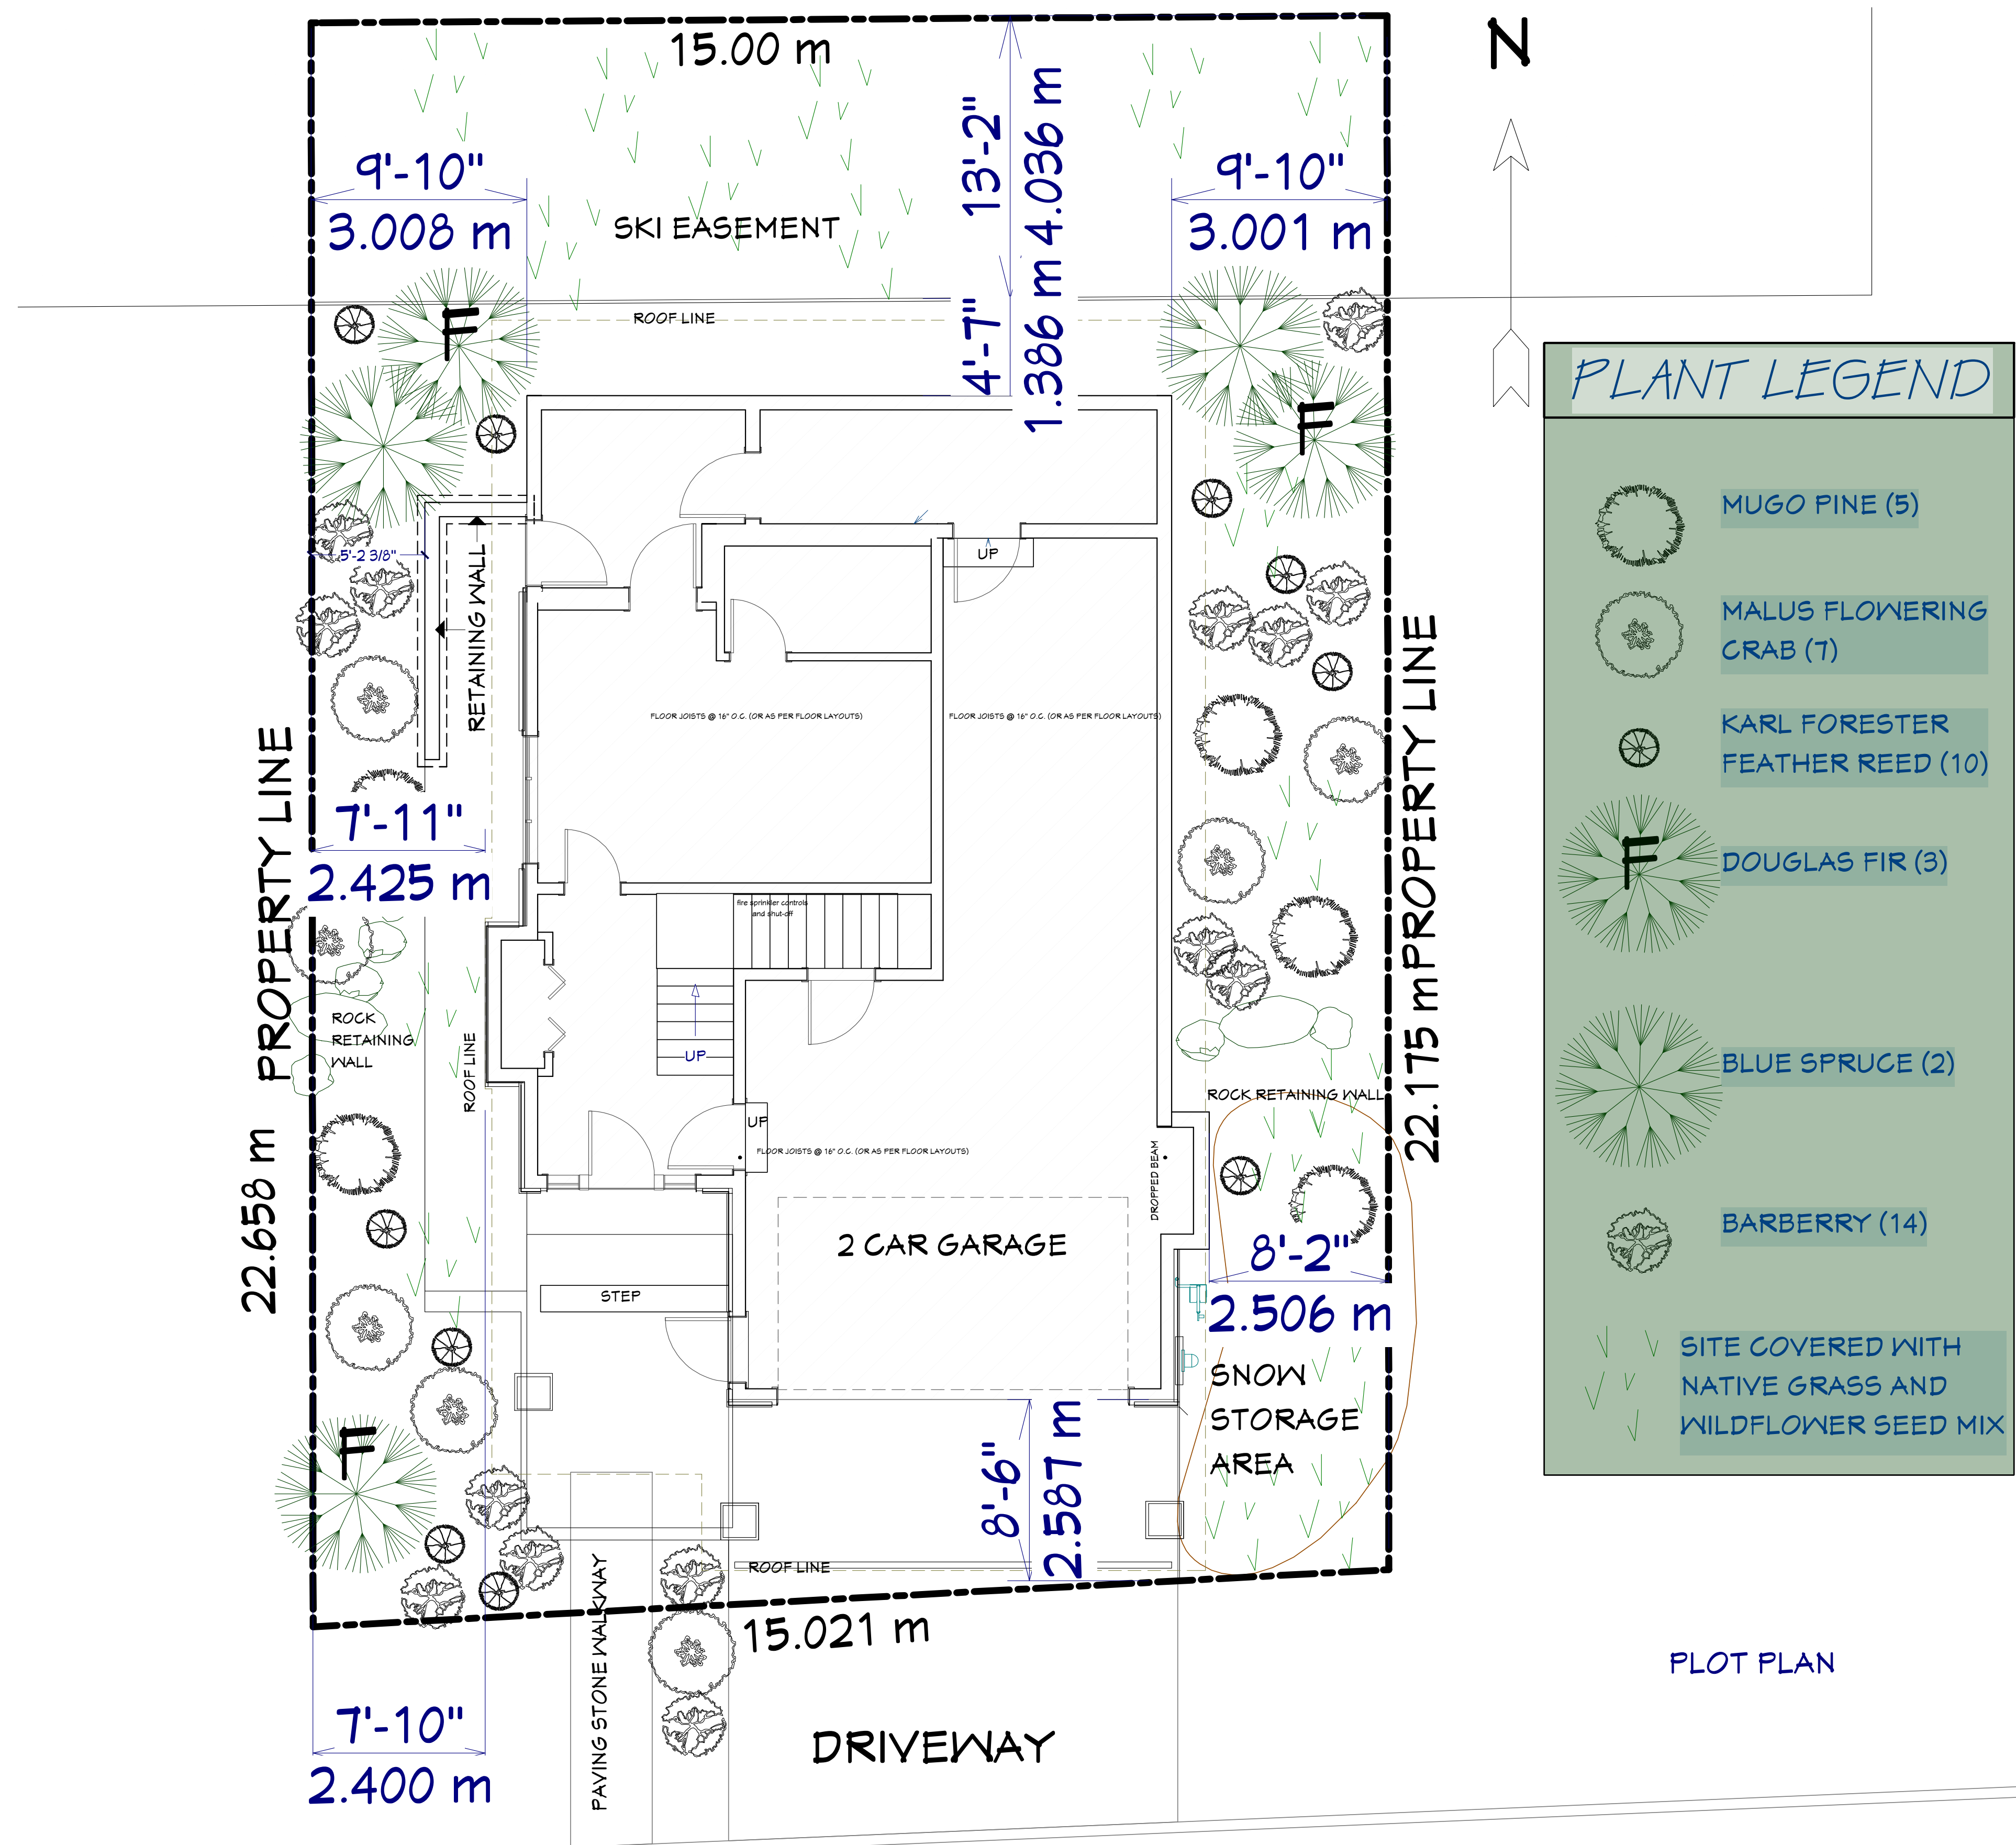 15.00 m
N
9'-10"
3.008 m
SKI EASEMENT
13'-2"
4.036 m
9'-10"
3.001 m
F
ROOF LINE
4'-7"
1.386 m
F
5'-2 3/8"
RETAINING WALL
UP
FLOOR JOISTS @ 16" O.C. (OR AS PER FLOOR LAYOUTS)
FLOOR JOISTS @ 16" O.C. (OR AS PER FLOOR LAYOUTS)
PROPERTY LINE
22.658 m
7'-11"
2.425 m
fire sprinkler controls
and shut-off
ROCK
RETAINING
WALL
ROOF LINE
UP
UP
FLOOR JOISTS @ 16" O.C. (OR AS PER FLOOR LAYOUTS)
DROPPED BEAM
ROCK RETAINING WALL
PROPERTY LINE
22.175 m
2 CAR GARAGE
STEP
8'-2"
2.506 m
SNOW
STORAGE
AREA
F
8'-6"
2.587 m
ROOF LINE
PAVING STONE WALKWAY
15.021 m
7'-10"
2.400 m
DRIVEWAY
PLANT LEGEND
MUGO PINE (5)
MALUS FLOWERING
CRAB (7)
KARL FORESTER
FEATHER REED (10)
F
DOUGLAS FIR (3)
BLUE SPRUCE (2)
BARBERRY (14)
SITE COVERED WITH
NATIVE GRASS AND
WILDFLOWER SEED MIX
PLOT PLAN